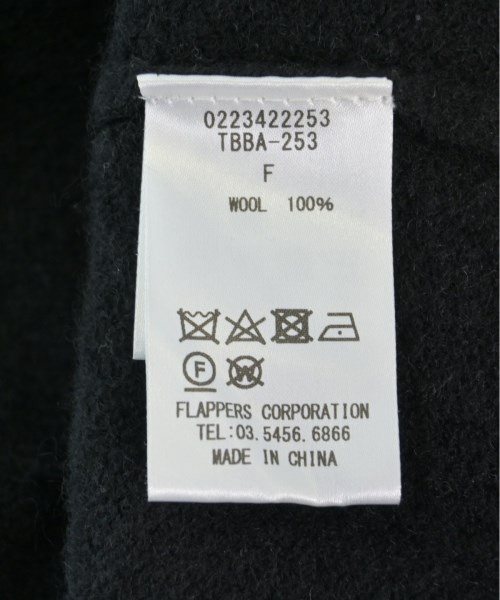 0223422253
TBBA-253
F
WOOL 100%
F W
FLAPPERS CORPORATION
TEL:03.5456.6866
MADE IN CHINA